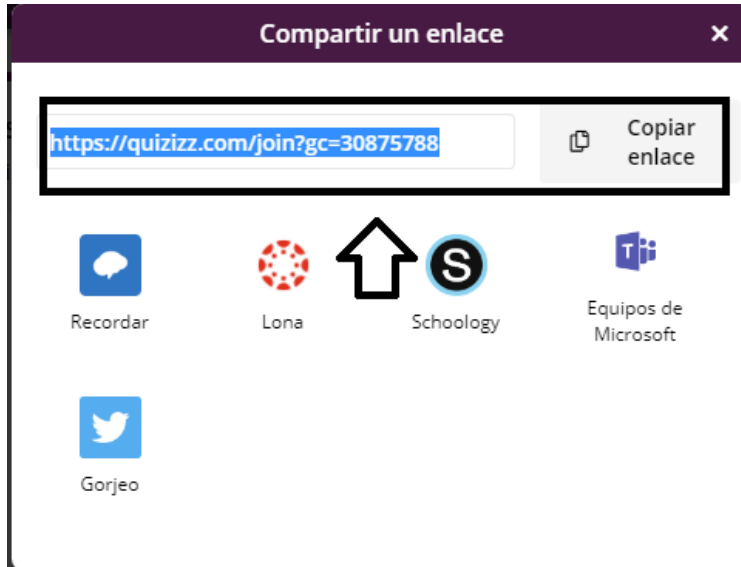 Compartir un enlace
https://quizizz.com/join?gc=30875788
Copiar
enlace
Recordar
Lona
Schoology
Equipos de
Microsoft
Gorjeo